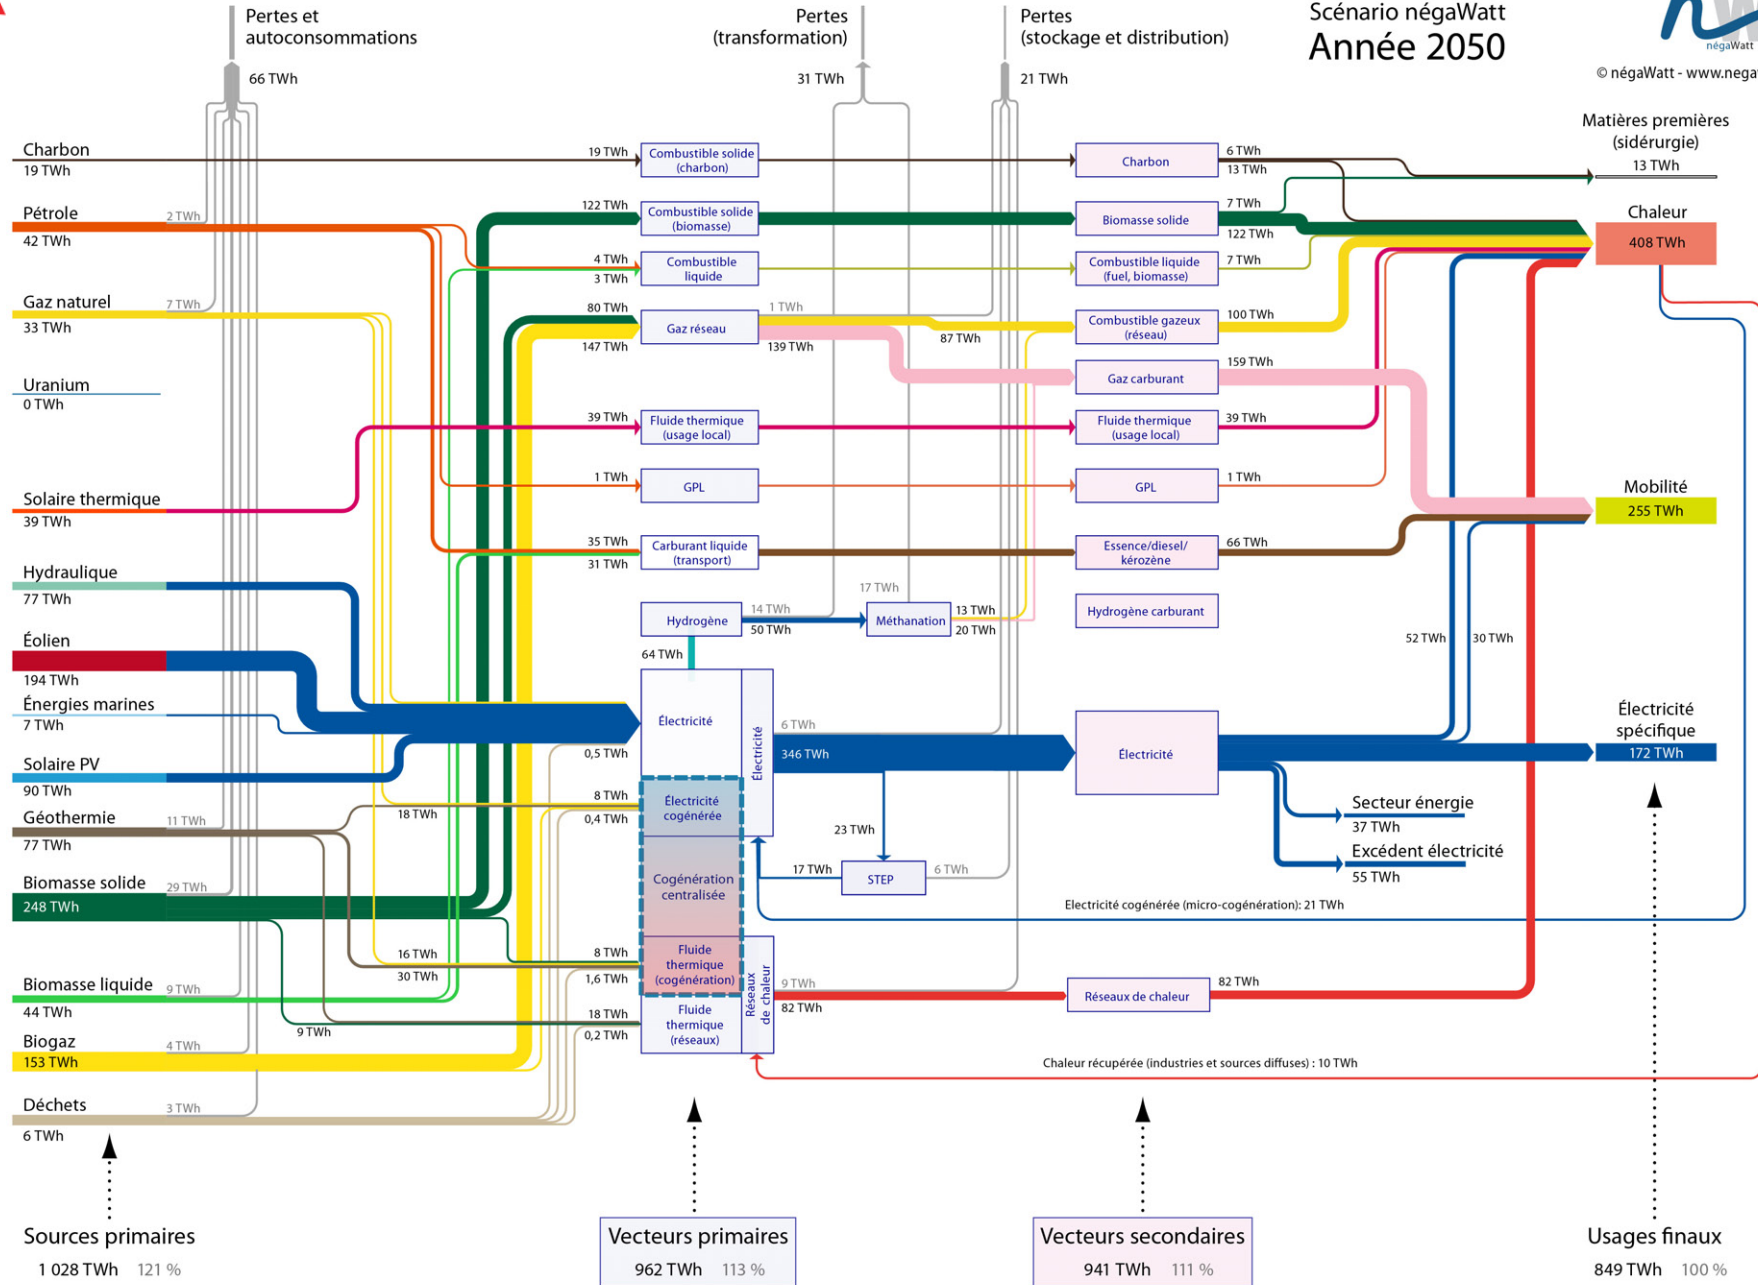 Pertes et
autoconsommations
66 TWh
Pertes
(transformation)
31 TWh
Pertes
(stockage et distribution)
21 TWh
Scénario négaWatt
Année 2050
négaWatt
© négaWatt - www.nega
Charbon
19 TWh
Pétrole
42 TWh
2 TWh
Gaz naturel
33 TWh
7 TWh
Uranium
0 TWh
Solaire thermique
39 TWh
Hydraulique
77 TWh
Éolien
194 TWh
Énergies marines
7 TWh
Solaire PV
90 TWh
Géothermie
77 TWh
11 TWh
Biomasse solide
248 TWh
29 TWh
Biomasse liquide
44 TWh
9 TWh
Biogaz
153 TWh
4 TWh
Déchets
6 TWh
3 TWh
18 TWh
16 TWh
30 TWh
9 TWh
19 TWh
Combustible solide
(charbon)
122 TWh
Combustible solide
(biomasse)
4 TWh
3 TWh
Combustible
liquide
80 TWh
147 TWh
Gaz réseau
1 TWh
139 TWh
87 TWh
39 TWh
Fluide thermique
(usage local)
1 TWh
GPL
35 TWh
31 TWh
Carburant liquide
(transport)
Hydrogène
14 TWh
50 TWh
17 TWh
Méthanation
13 TWh
20 TWh
64 TWh
Électricité
Électricité
0,5 TWh
6 TWh
346 TWh
8 TWh
0,4 TWh
Électricité
cogénérée
Cogénération
centralisée
23 TWh
17 TWh
STEP
6 TWh
8 TWh
1,6 TWh
Fluide
thermique
(cogénération)
Réseaux
de chaleur
9 TWh
82 TWh
18 TWh
0,2 TWh
Fluide
thermique
(réseaux)
Charbon
6 TWh
13 TWh
Biomasse solide
7 TWh
122 TWh
Combustible liquide
(fuel, biomasse)
7 TWh
Combustible gazeux
(réseau)
100 TWh
Gaz carburant
159 TWh
Fluide thermique
(usage local)
39 TWh
GPL
1 TWh
Essence/diesel/
kérozène
66 TWh
Hydrogène carburant
Électricité
52 TWh
30 TWh
Réseaux de chaleur
82 TWh
Electricité cogénérée (micro-cogénération): 21 TWh
Chaleur récupérée (industries et sources diffuses) : 10 TWh
Matières premières
(sidérurgie)
13 TWh
Chaleur
408 TWh
Mobilité
255 TWh
Électricité
spécifique
172 TWh
Secteur énergie
37 TWh
Excédent électricité
55 TWh
Sources primaires
1 028 TWh 121 %
Vecteurs primaires
962 TWh 113 %
Vecteurs secondaires
941 TWh 111 %
Usages finaux
849 TWh 100 %